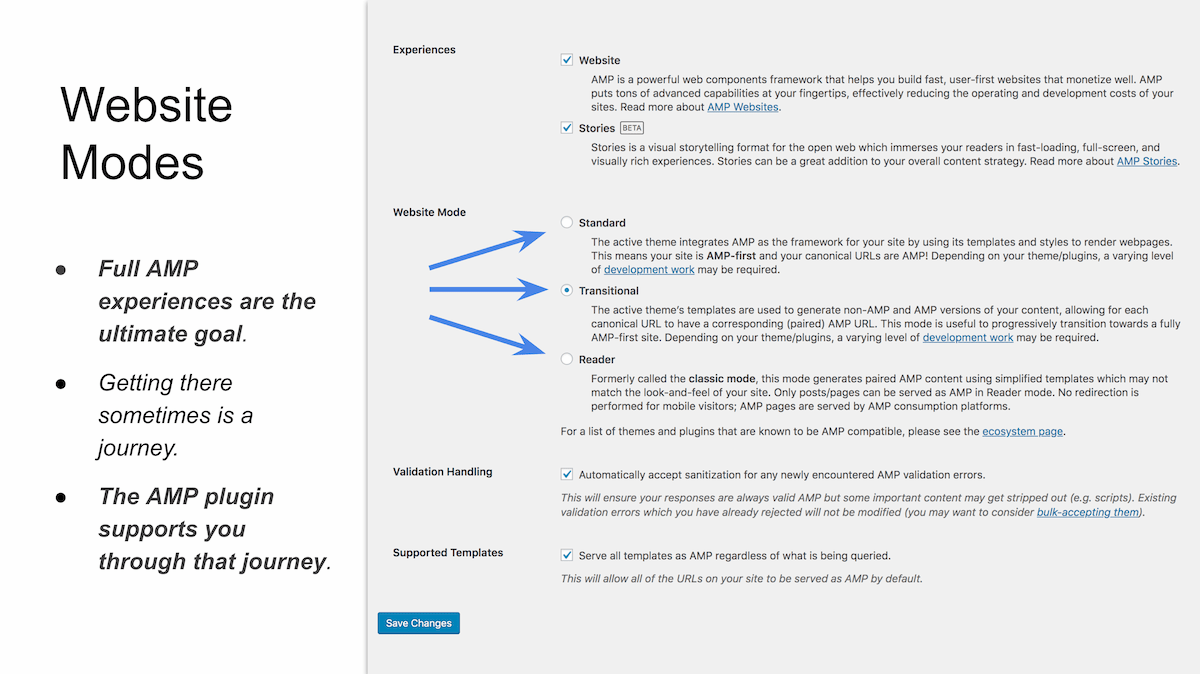 Website
Modes
● Full AMP
experiences are the
ultimate goal.
● Getting there
sometimes is a
journey.
● The AMP plugin
supports you
through that journey.
Experiences
Website
AMP is a powerful web components framework that helps you build fast, user-first websites that monetize well. AMP
puts tons of advanced capabilities at your fingertips, effectively reducing the operating and development costs of your
sites. Read more about AMP Websites.
Stories BETA
Stories is a visual storytelling format for the open web which immerses your readers in fast-loading, full-screen, and
visually rich experiences. Stories can be a great addition to your overall content strategy. Read more about AMP Stories.
Website Mode
Standard
The active theme integrates AMP as the framework for your site by using its templates and styles to render webpages.
This means your site is AMP-first and your canonical URLs are AMP! Depending on your theme/plugins, a varying level
of development work may be required.
Transitional
The active theme's templates are used to generate non-AMP and AMP versions of your content, allowing for each
canonical URL to have a corresponding (paired) AMP URL. This mode is useful to progressively transition towards a fully
AMP-first site. Depending on your theme/plugins, a varying level of development work may be required.
Reader
Formerly called the classic mode, this mode generates paired AMP content using simplified templates which may not
match the look-and-feel of your site. Only posts/pages can be served as AMP in Reader mode. No redirection is
performed for mobile visitors; AMP pages are served by AMP consumption platforms.
For a list of themes and plugins that are known to be AMP compatible, please see the ecosystem page.
Validation Handling
Automatically accept sanitization for any newly encountered AMP validation errors.
This will ensure your responses are always valid AMP but some important content may get stripped out (e.g. scripts). Existing
validation errors which you have already rejected will not be modified (you may want to consider bulk-accepting them).
Supported Templates
Serve all templates as AMP regardless of what is being queried.
This will allow all of the URLs on your site to be served as AMP by default.
Save Changes